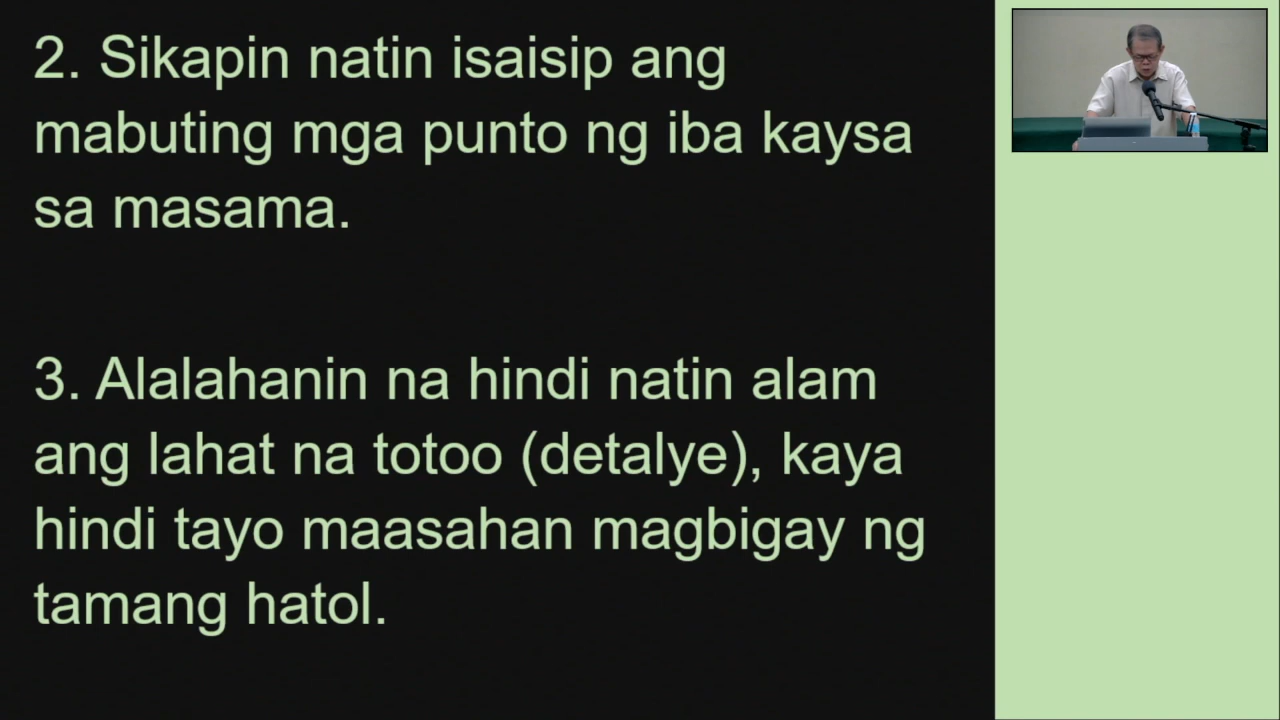 2. Sikapin natin isaisip ang
mabuting mga punto ng iba kaysa
sa masama.
3. Alalahanin na hindi natin alam
ang lahat na totoo (detalye), kaya
hindi tayo maasahan magbigay ng
tamang hatol.